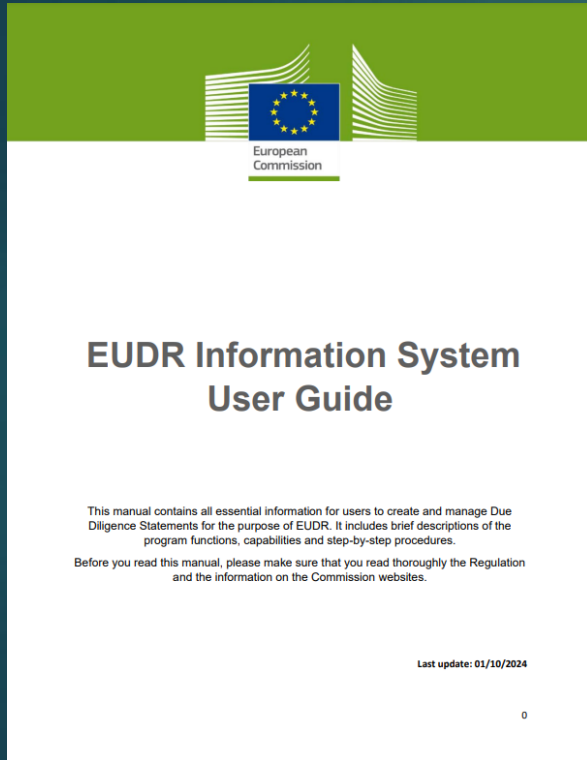 European
Commission
EUDR Information System
User Guide
This manual contains all essential information for users to create and manage Due
Diligence Statements for the purpose of EUDR. It includes brief descriptions of the
program functions, capabilities and step-by-step procedures.
Before you read this manual, please make sure that you read thoroughly the Regulation
and the information on the Commission websites.
Last update: 01/10/2024
0